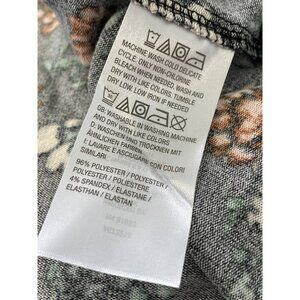 MACHINE WASH COLD DELICATE
CYCLE. ONLY NON-CHLORINE
BLEACH WHEN NEEDED. WASH AND
DRY WITH LIKE COLORS. TUMBLE
DRY LOW. LOW IRON IF NEEDED
GB: WASHABLE IN WASHING MACHINE
AND DRY WITH LIKE COLORS
D: WASCHEN/TROCKNEN MIT
ÄHNLICHEN FARBEN
I: LAVARE E ASCIUGARE CON COLORI
SIMILARI
96% POLYESTER / POLYESTER
/ POLIESTERE / POLYESTER
4% SPANDEX / ELASTANE /
ELASTHAN / ELASTAN